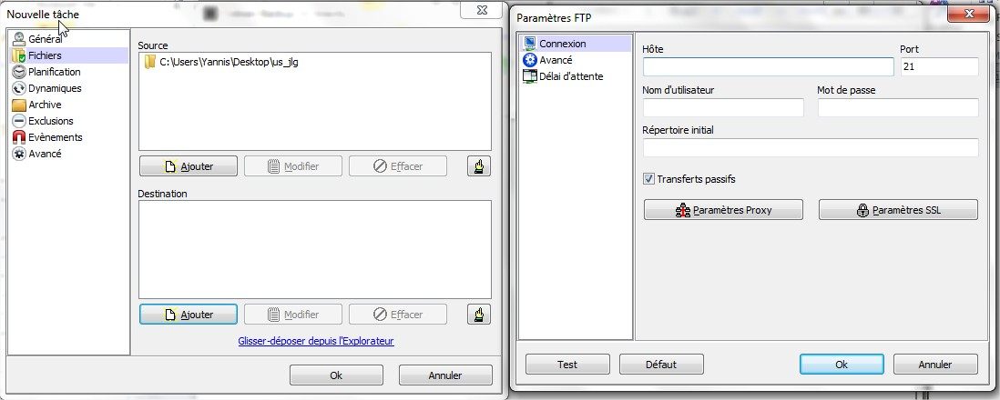 Nouvelle tâche
Général
Fichiers
Planification
Dynamiques
Archive
Exclusions
Evènements
Avancé
Source
C:\Users\Yannis\Desktop\us_jlg
Ajouter
Modifier
Effacer
Destination
Ajouter
Modifier
Effacer
Glisser-déposer depuis l'Explorateur
Ok
Annuler
Paramètres FTP
Connexion
Avancé
Délai d'attente
Hôte
Port
21
Nom d'utilisateur
Mot de passe
Répertoire initial
Transferts passifs
Paramètres Proxy
Paramètres SSL
Test
Défaut
Ok
Annuler